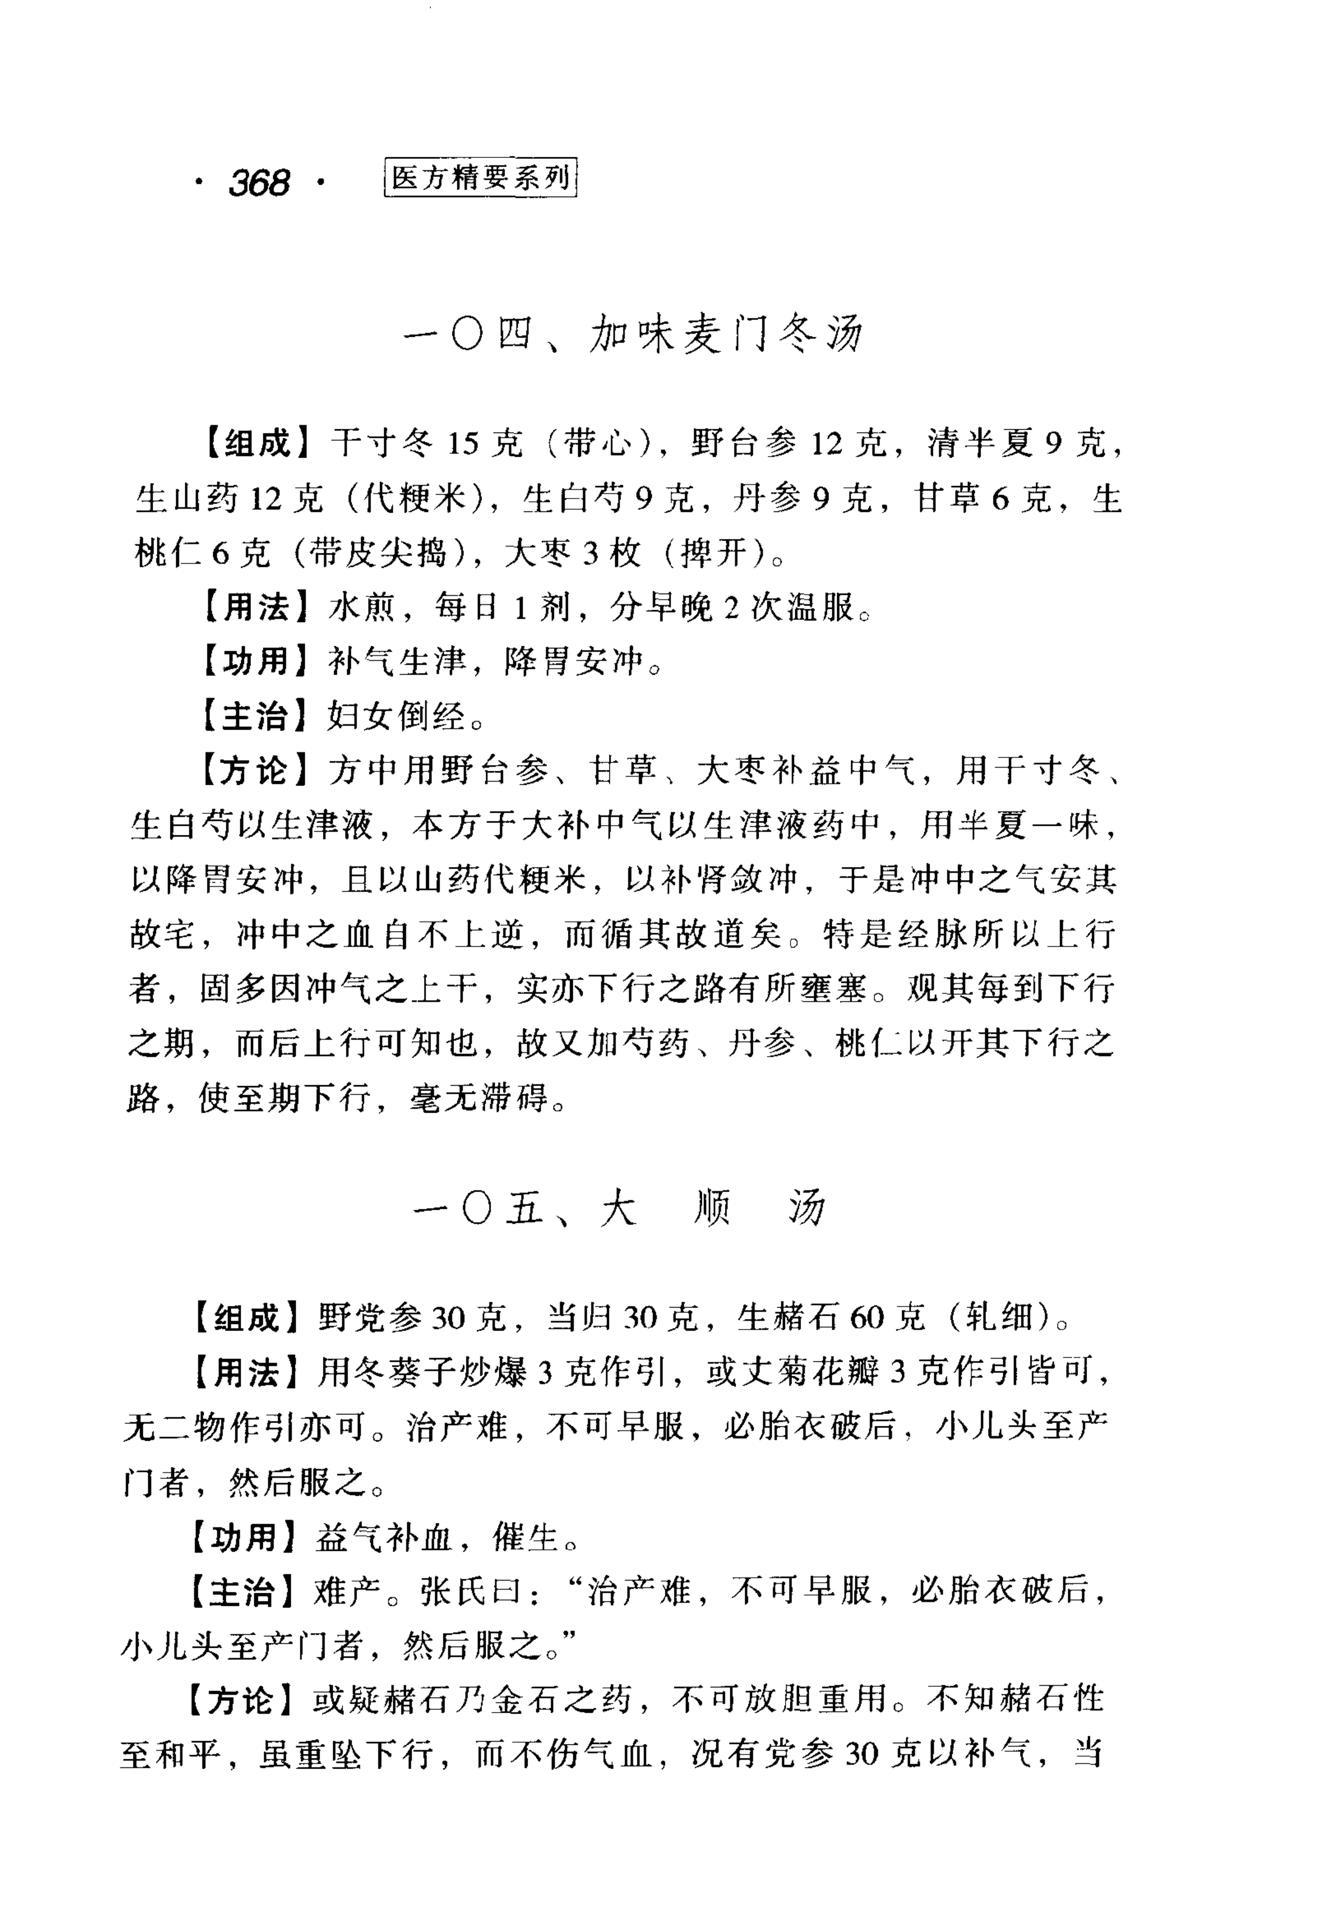 ·368· 医方精要系列
一〇四、加味麦门冬汤
【组成】干寸冬 15 克（带心），野台参 12 克，清半夏 9 克，
生山药 12 克（代粳米），生白芍 9 克，丹参 9 克，甘草 6 克，生
桃仁 6 克（带皮尖捣），大枣 3 枚（捭开）。
【用法】水煎，每日 1 剂，分早晚 2 次温服。
【功用】补气生津，降胃安冲。
【主治】妇女倒经。
【方论】方中用野台参、甘草、大枣补益中气，用干寸冬、
生白芍以生津液，本方于大补中气以生津液药中，用半夏一味，
以降胃安冲，且以山药代粳米，以补肾敛冲，于是冲中之气安其
故宅，冲中之血自不上逆，而循其故道矣。特是经脉所以上行
者，固多因冲气之上干，实亦下行之路有所壅塞。观其每到下行
之期，而后上行可知也，故又加芍药、丹参、桃仁以开其下行之
路，使至期下行，毫无滞碍。
一〇五、大 顺 汤
【组成】野党参 30 克，当归 30 克，生赭石 60 克（轧细）。
【用法】用冬葵子炒爆 3 克作引，或丈菊花瓣 3 克作引皆可，
无二物作引亦可。治产难，不可早服，必胎衣破后，小儿头至产
门者，然后服之。
【功用】益气补血，催生。
【主治】难产。张氏曰：“治产难，不可早服，必胎衣破后，
小儿头至产门者，然后服之。”
【方论】或疑赭石乃金石之药，不可放胆重用。不知赭石性
至和平，虽重坠下行，而不伤气血，况有党参 30 克以补气，当